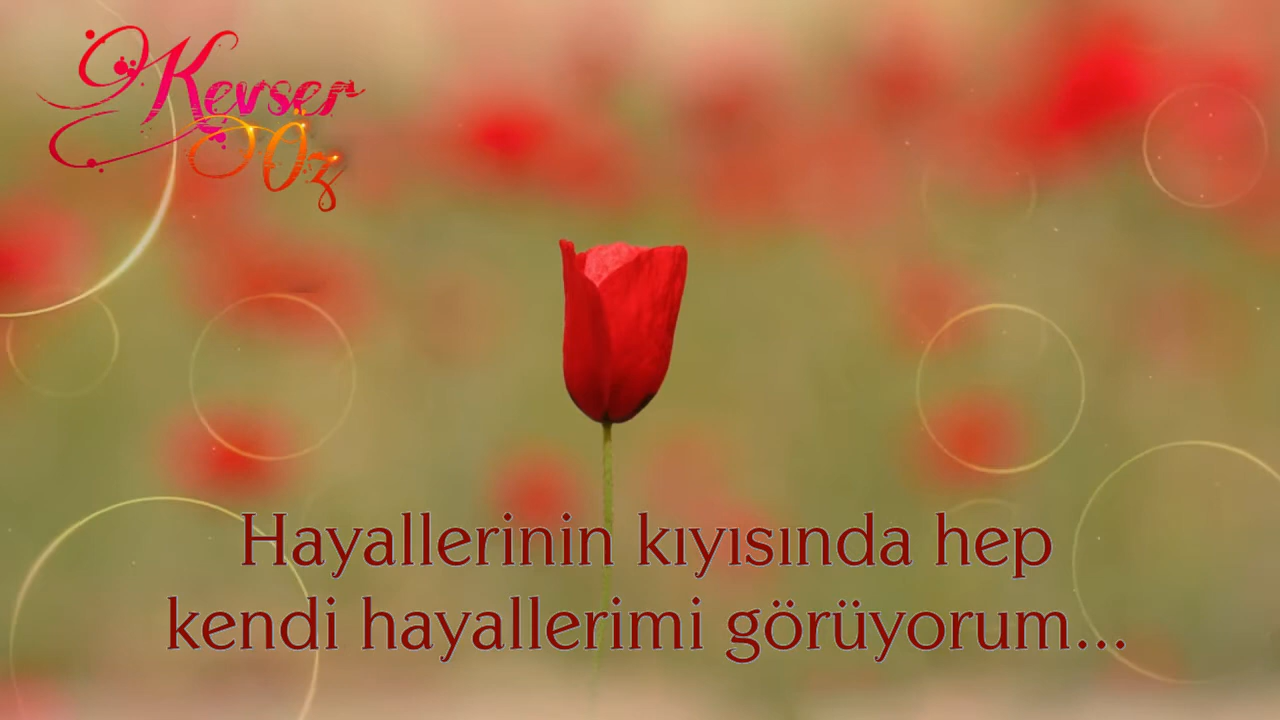 Kevser
Öz
Hayallerinin kıyısında hep
kendi hayallerimi görüyorum...